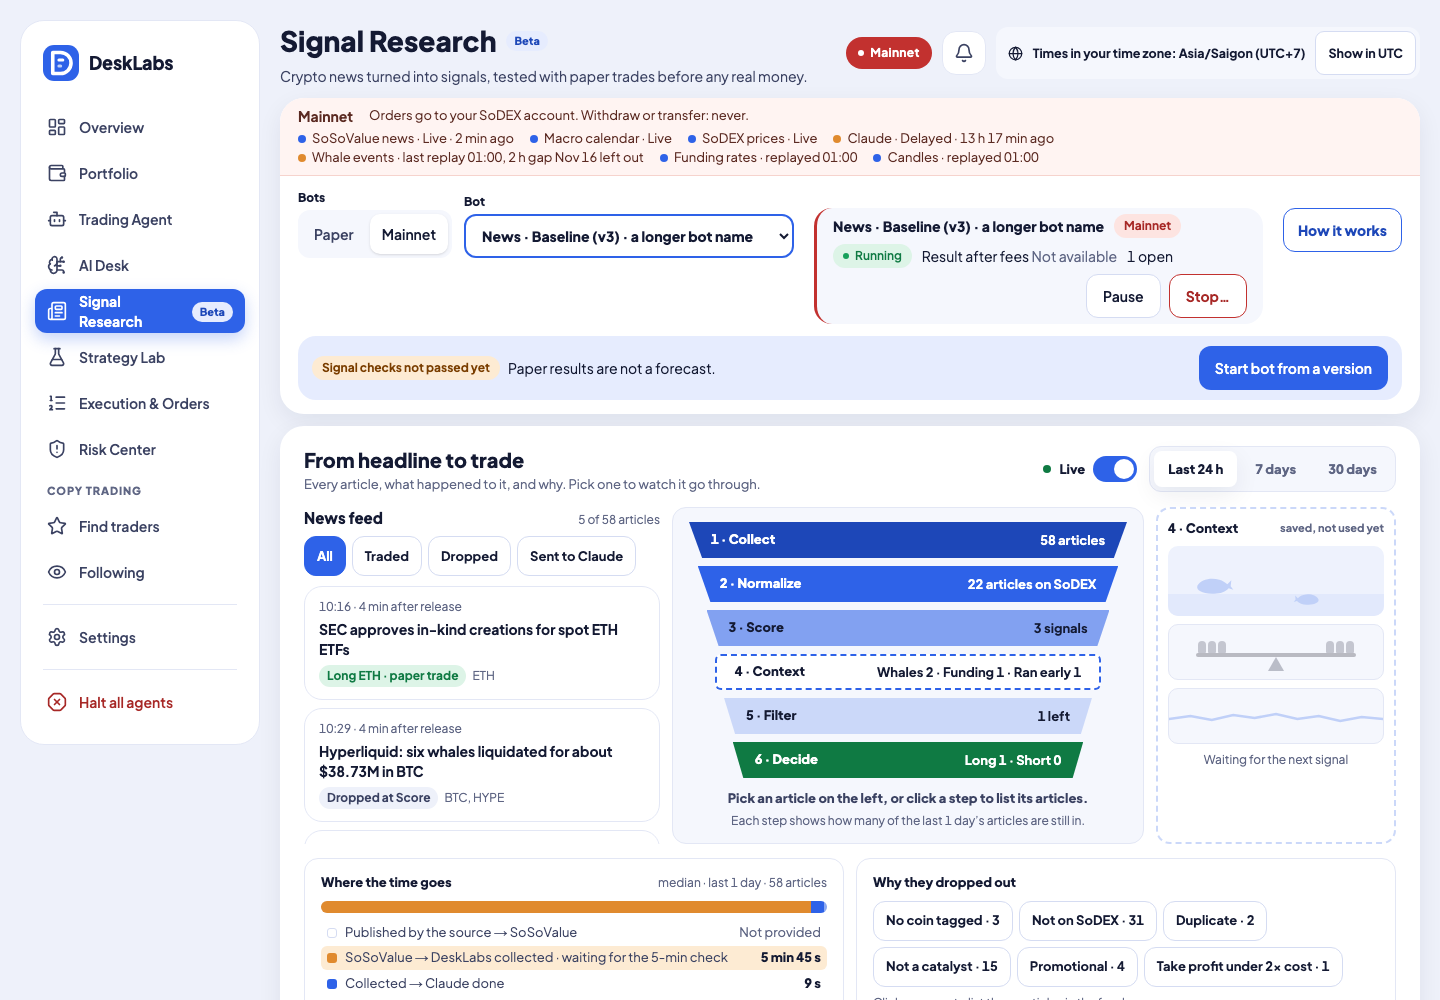 DeskLabs
Overview
Portfolio
Trading Agent
AI Desk
Signal Research
Beta
Strategy Lab
Execution & Orders
Risk Center
COPY TRADING
Find traders
Following
Settings
Halt all agents
Signal Research Beta
Crypto news turned into signals, tested with paper trades before any real money.
Mainnet
Times in your time zone: Asia/Saigon (UTC+7)
Show in UTC
Mainnet Orders go to your SoDEX account. Withdraw or transfer: never.
SoSoValue news · Live · 2 min ago Macro calendar · Live SoDEX prices · Live Claude · Delayed · 13 h 17 min ago
Whale events · last replay 01:00, 2 h gap Nov 16 left out Funding rates · replayed 01:00 Candles · replayed 01:00
Bots
Paper Mainnet
Bot
News · Baseline (v3) · a longer bot name
News · Baseline (v3) · a longer bot name Mainnet
Running Result after fees Not available 1 open
Pause Stop...
How it works
Signal checks not passed yet Paper results are not a forecast.
Start bot from a version
From headline to trade
Every article, what happened to it, and why. Pick one to watch it go through.
Live
Last 24 h 7 days 30 days
News feed 5 of 58 articles
All Traded Dropped Sent to Claude
10:16 · 4 min after release
SEC approves in-kind creations for spot ETH
ETFs
Long ETH · paper trade ETH
10:29 · 4 min after release
Hyperliquid: six whales liquidated for about
$38.73M in BTC
Dropped at Score BTC, HYPE
1 · Collect 58 articles
2 · Normalize 22 articles on SoDEX
3 · Score 3 signals
4 · Context Whales 2 · Funding 1 · Ran early 1
5 · Filter 1 left
6 · Decide Long 1 · Short 0
Pick an article on the left, or click a step to list its articles.
Each step shows how many of the last 1 day's articles are still in.
4 · Context saved, not used yet
Waiting for the next signal
Where the time goes median · last 1 day · 58 articles
Published by the source → SoSoValue Not provided
SoSoValue → DeskLabs collected · waiting for the 5-min check 5 min 45 s
Collected → Claude done 9 s
Why they dropped out
No coin tagged · 3 Not on SoDEX · 31 Duplicate · 2
Not a catalyst · 15 Promotional · 4 Take profit under 2× cost · 1